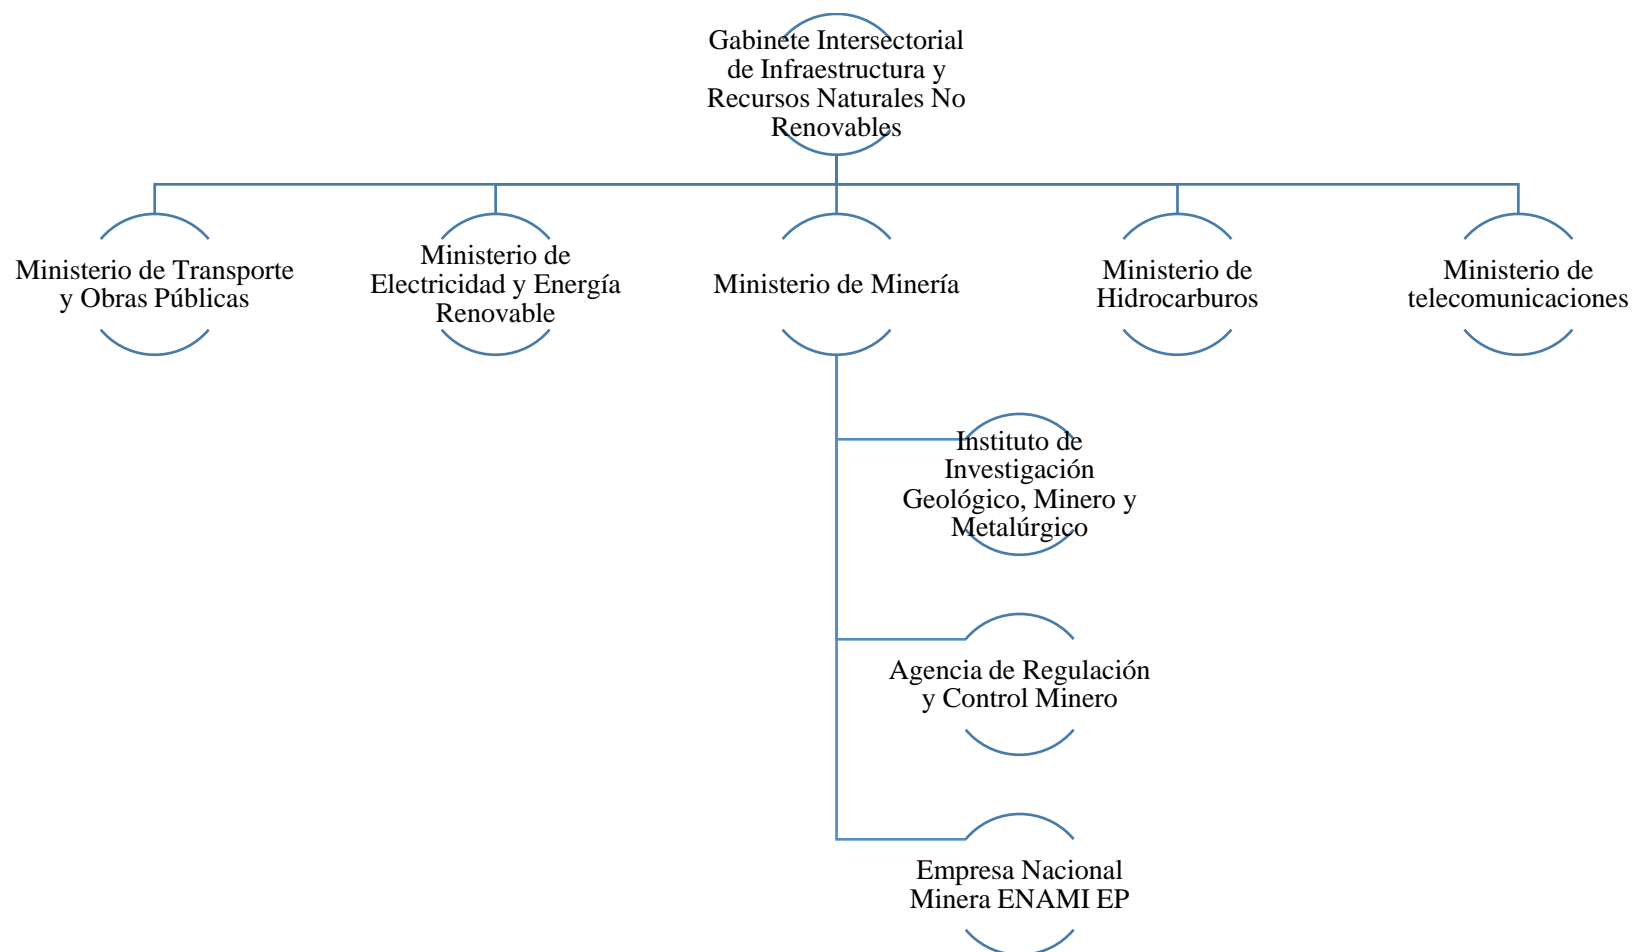 Gabinete Intersectorial
de Infraestructura y
Recursos Naturales No
Renovables
Ministerio de Transporte
y Obras Públicas
Ministerio de
Electricidad y Energía
Renovable
Ministerio de Minería
Ministerio de
Hidrocarburos
Ministerio de
telecomunicaciones
Instituto de
Investigación
Geológico, Minero y
Metalúrgico
Agencia de Regulación
y Control Minero
Empresa Nacional
Minera ENAMI EP